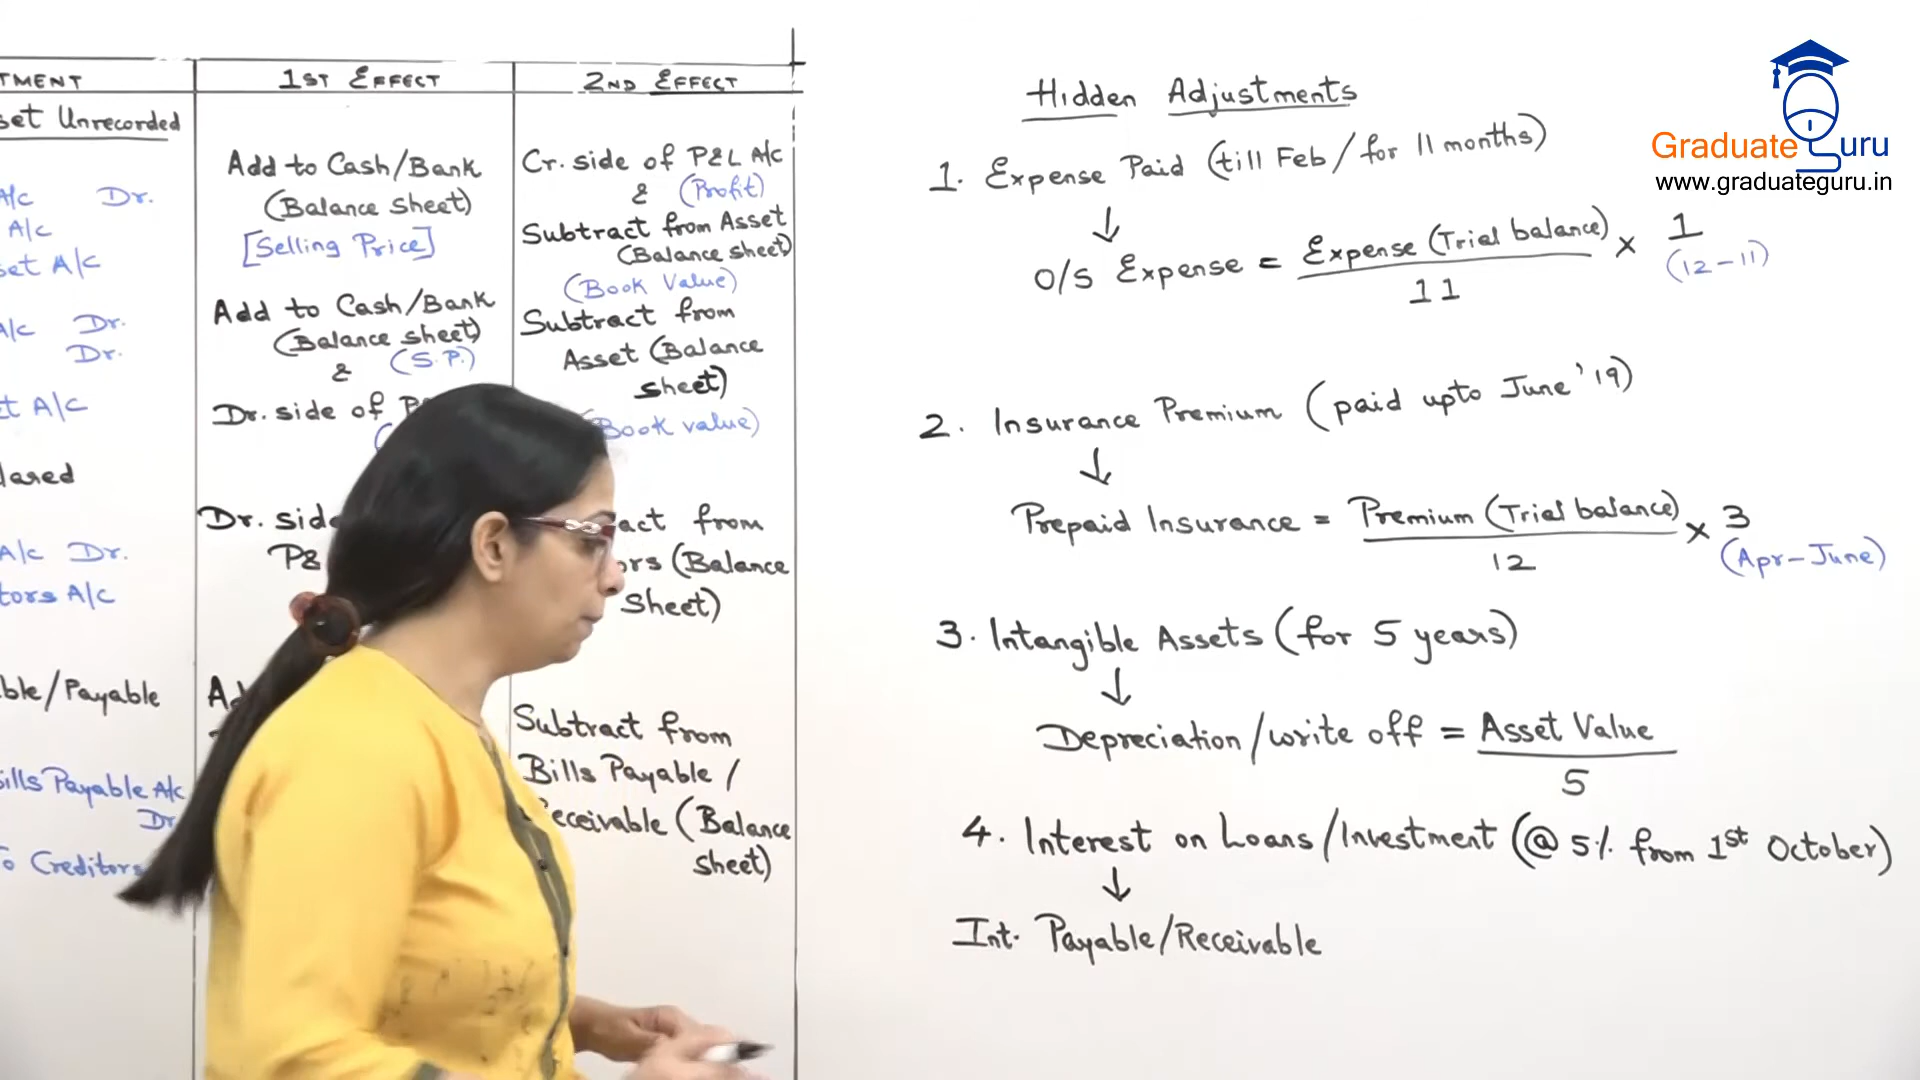 TMENT
1ST EFFECT
2ND EFFECT
set Unrecorded
A/c Dr.
A/c
set A/c
A/c Dr.
Dr.
t A/c
lared
A/c Dr.
tors A/c
ble/Payable
Bills Payable A/c
Dr
To Creditors
Add to Cash/Bank
(Balance sheet)
[Selling Price]
Add to Cash/Bank
(Balance sheet)
& (S.P.)
Dr. side of
Dr. side
P&
Cr. side of P&L A/c
& (Profit)
Subtract from Asset
(Balance sheet)
(Book Value)
Subtract from
Asset (Balance
sheet)
Book value)
act from
ors (Balance
Sheet)
Subtract from
Bills Payable /
eceivable (Balance
sheet)
Hidden Adjustments
1. Expense Paid (till Feb / for 11 months)
↓
O/S Expense = Expense (Trial balance) × 1
11 (12-11)
2. Insurance Premium (paid upto June '19)
↓
Prepaid Insurance = Premium (Trial balance) × 3
12 (Apr-June)
3. Intangible Assets (for 5 years)
↓
Depreciation/write off = Asset Value
5
4. Interest on Loans/Investment (@ 5% from 1st October)
↓
Int. Payable/Receivable
Graduate Guru
www.graduateguru.in